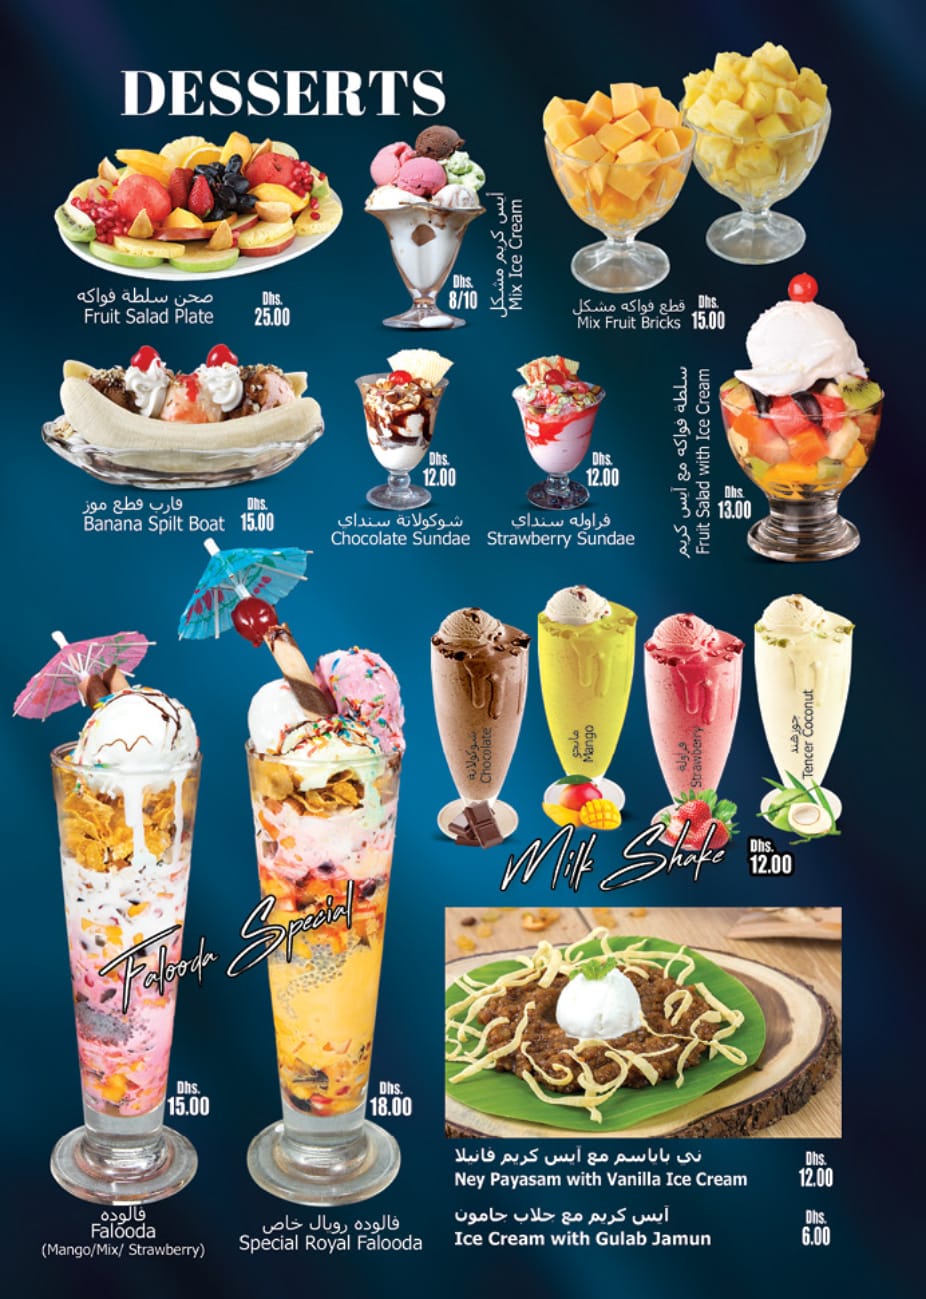 DESSERTS
صحن سلطة فواكه
Fruit Salad Plate
Dhs.
25.00
آيس كريم مشكل
Mix Ice Cream
Dhs.
8/10
قطع فواكه مشكل
Mix Fruit Bricks
Dhs.
15.00
قارب قطع موز
Banana Spilt Boat
Dhs.
15.00
Dhs.
12.00
شوكولاتة سنداي
Chocolate Sundae
Dhs.
12.00
فراوله سنداي
Strawberry Sundae
سلطة فواكه مع آيس كريم
Fruit Salad with Ice Cream
Dhs.
13.00
شوكولاتة
Chocolate
مانجو
Mango
فراولة
Strawberry
جوزهند
Tencer Coconut
Milk Shake
Dhs.
12.00
Falooda Special
Dhs.
15.00
فالوده
Falooda
(Mango/Mix/ Strawberry)
Dhs.
18.00
فالوده رويال خاص
Special Royal Falooda
ني باياسم مع آيس كريم فانيلا
Ney Payasam with Vanilla Ice Cream
Dhs.
12.00
آيس كريم مع جلاب جامون
Ice Cream with Gulab Jamun
Dhs.
6.00